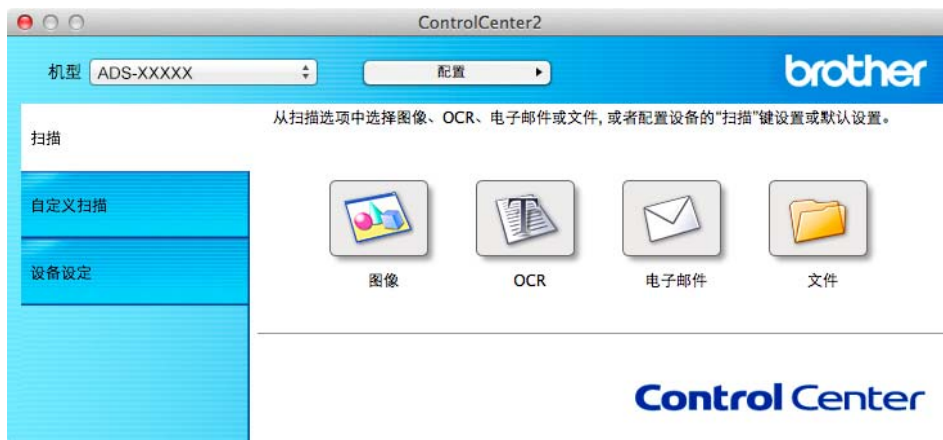 ControlCenter2
机型 ADS-XXXXX 配置
brother
从扫描选项中选择图像、OCR、电子邮件或文件, 或者配置设备的“扫描”键设置或默认设置。
扫描
自定义扫描
设备设定
图像 OCR 电子邮件 文件
Control Center